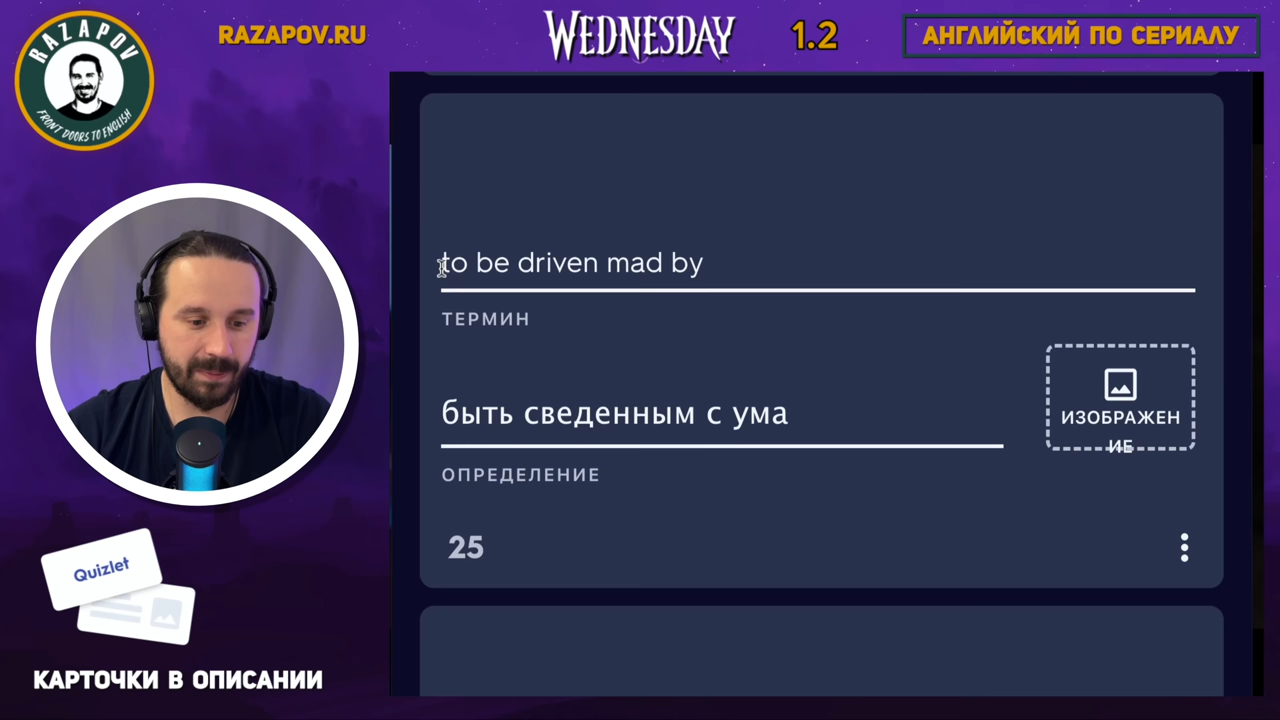 RAZAPOV
FRONT DOORS TO ENGLISH
RAZAPOV.RU
WEDNESDAY
1.2
АНГЛИЙСКИЙ ПО СЕРИАЛУ
to be driven mad by
ТЕРМИН
быть сведенным с ума
ОПРЕДЕЛЕНИЕ
ИЗОБРАЖЕН
ИЕ
25
Quizlet
КАРТОЧКИ В ОПИСАНИИ